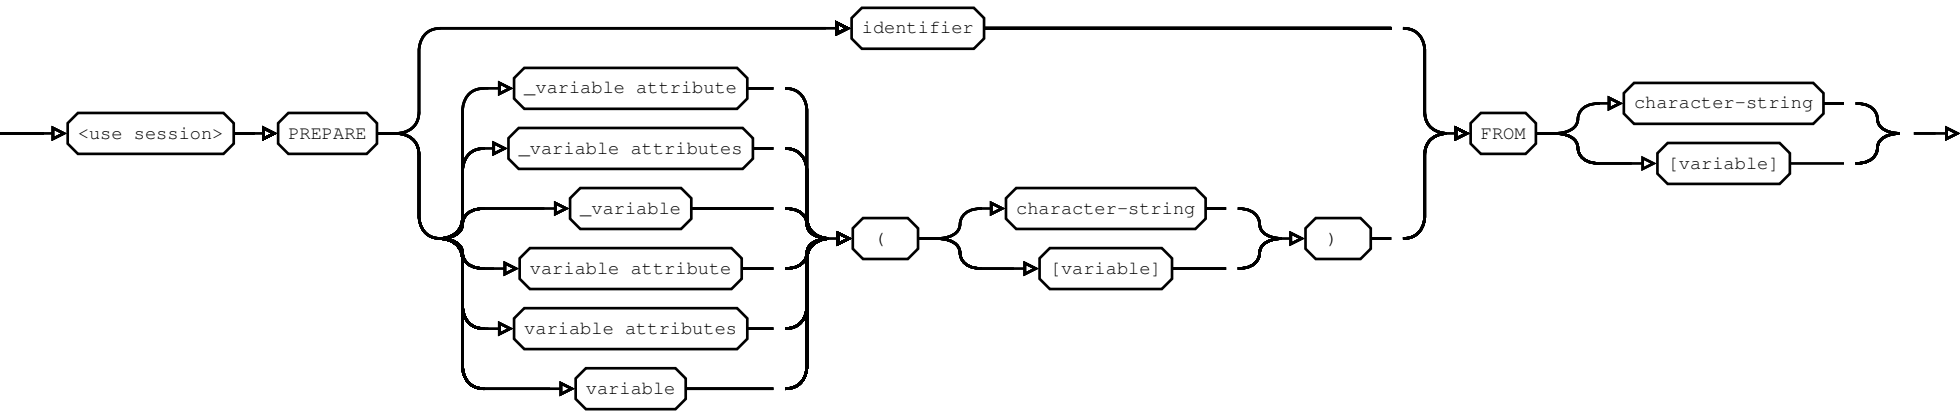 identifier
_variable attribute
character-string
<use session>
PREPARE
FROM
_variable attributes
[variable]
_variable
character-string
(
)
variable attribute
[variable]
variable attributes
variable